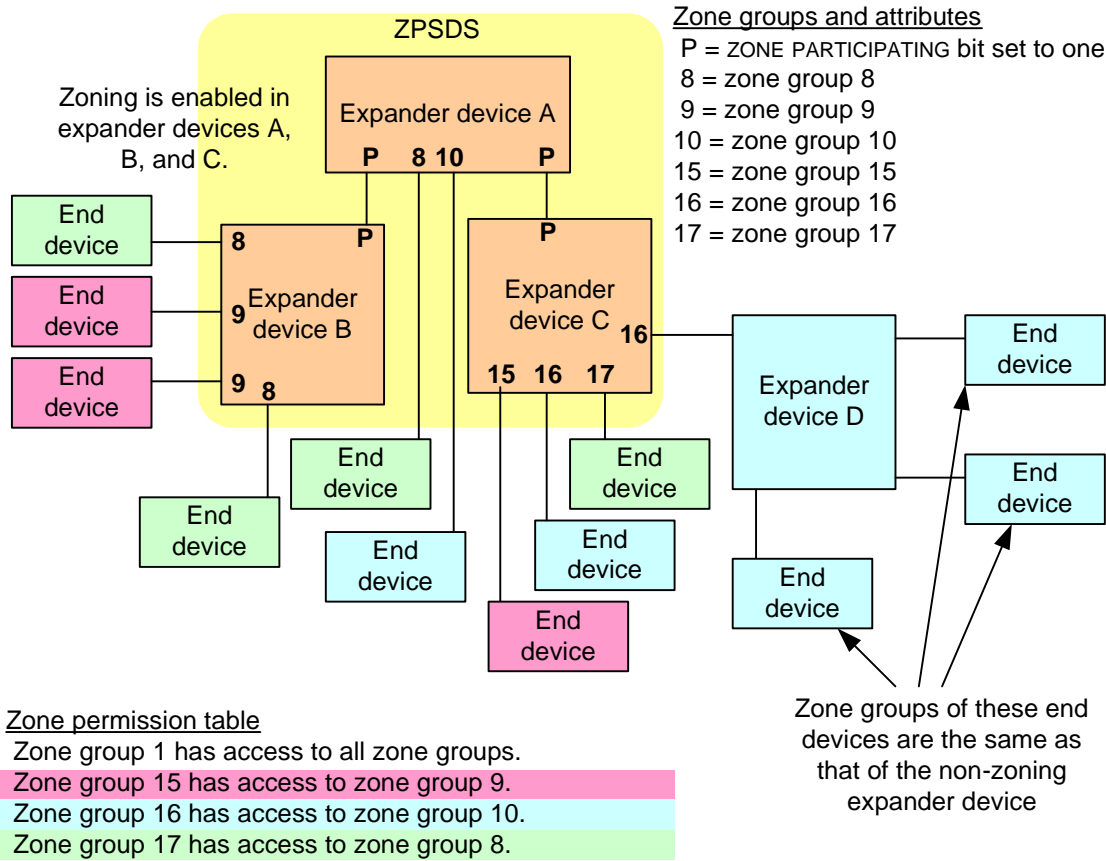 ZPSDS
Zone groups and attributes
P = ZONE PARTICIPATING bit set to one
8 = zone group 8
9 = zone group 9
10 = zone group 10
15 = zone group 15
16 = zone group 16
17 = zone group 17
Zoning is enabled in
expander devices A,
B, and C.
Expander device A
P 8 10 P
End
device
End
device
End
device
8
P
9
9
8
Expander
device B
P
Expander
device C
16
15 16 17
Expander
device D
End
device
End
device
End
device
End
device
End
device
End
device
End
device
End
device
End
device
End
device
Zone groups of these end
devices are the same as
that of the non-zoning
expander device
Zone permission table
Zone group 1 has access to all zone groups.
Zone group 15 has access to zone group 9.
Zone group 16 has access to zone group 10.
Zone group 17 has access to zone group 8.